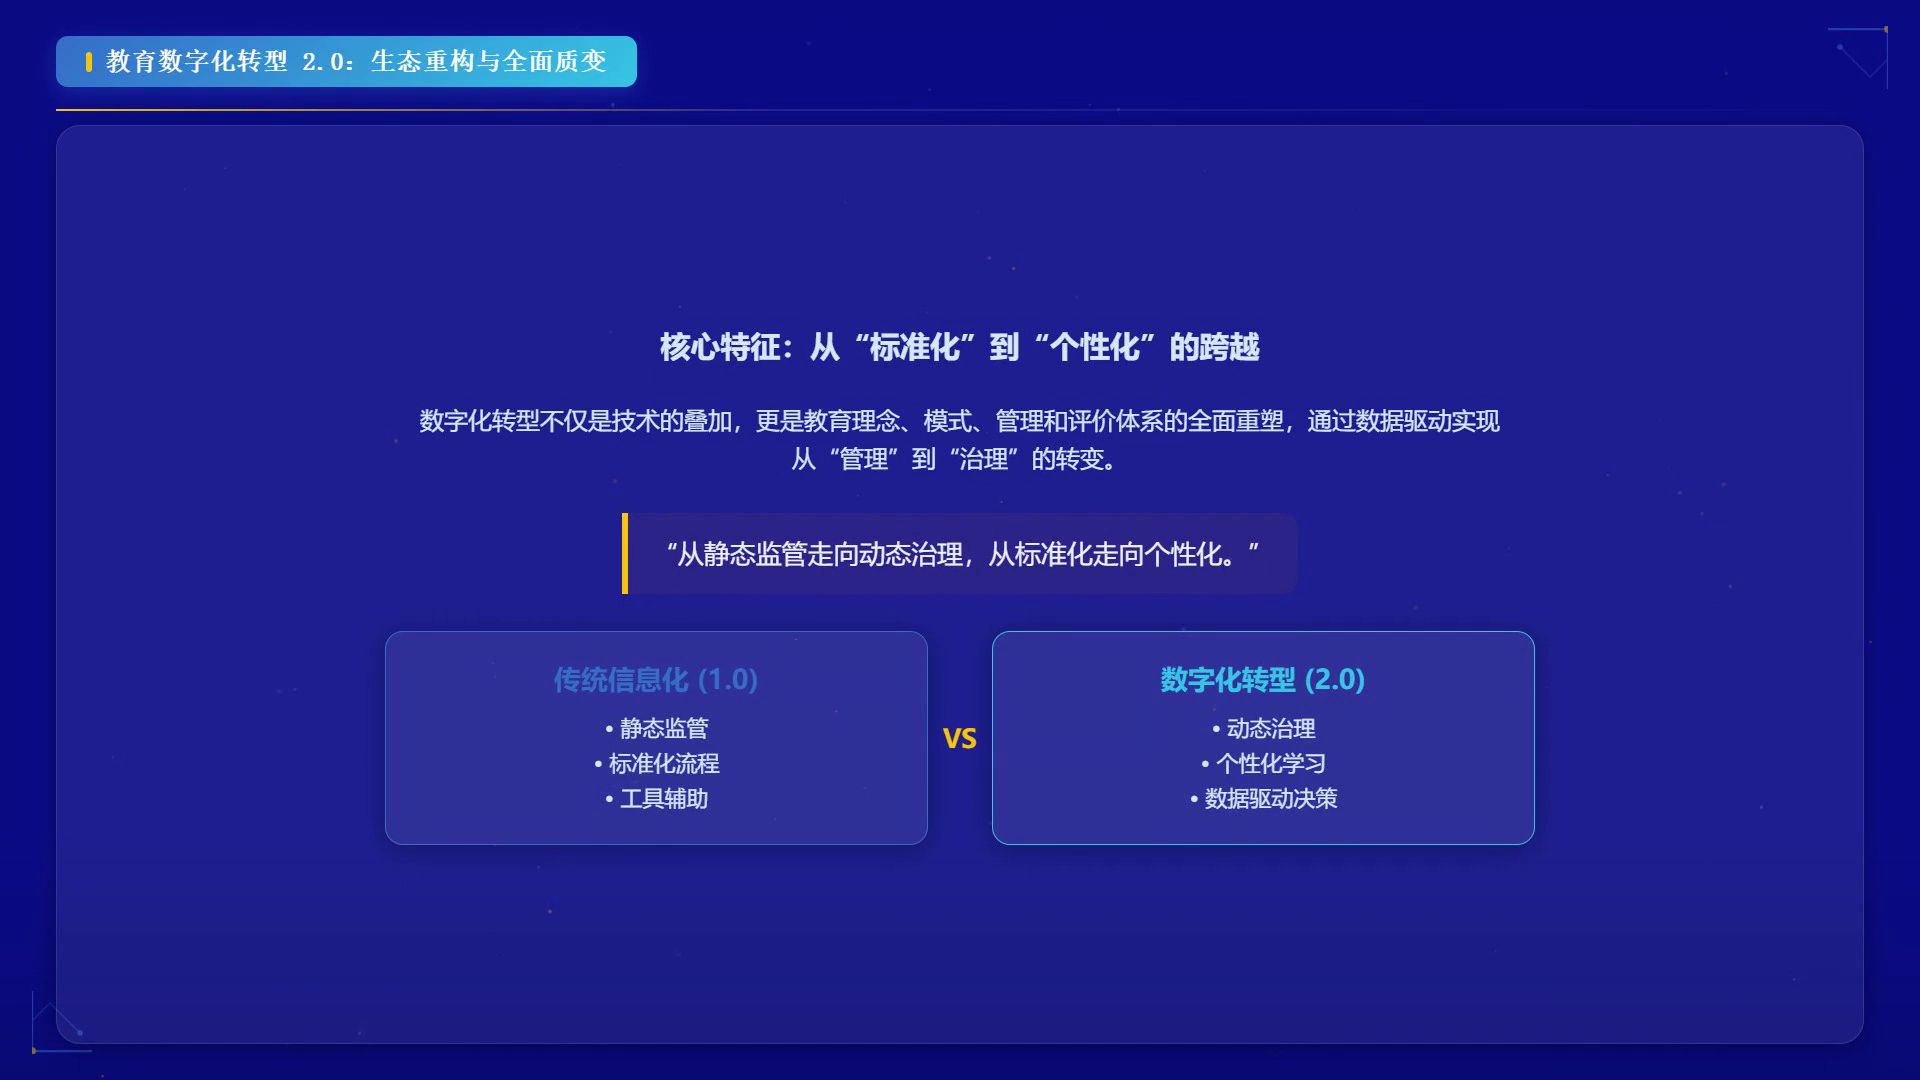 教育数字化转型 2.0：生态重构与全面质变
核心特征：从“标准化”到“个性化”的跨越
数字化转型不仅是技术的叠加，更是教育理念、模式、管理和评价体系的全面重塑，通过数据驱动实现
从“管理”到“治理”的转变。
“从静态监管走向动态治理，从标准化走向个性化。”
传统信息化 (1.0)
• 静态监管
• 标准化流程
• 工具辅助
VS
数字化转型 (2.0)
• 动态治理
• 个性化学习
• 数据驱动决策